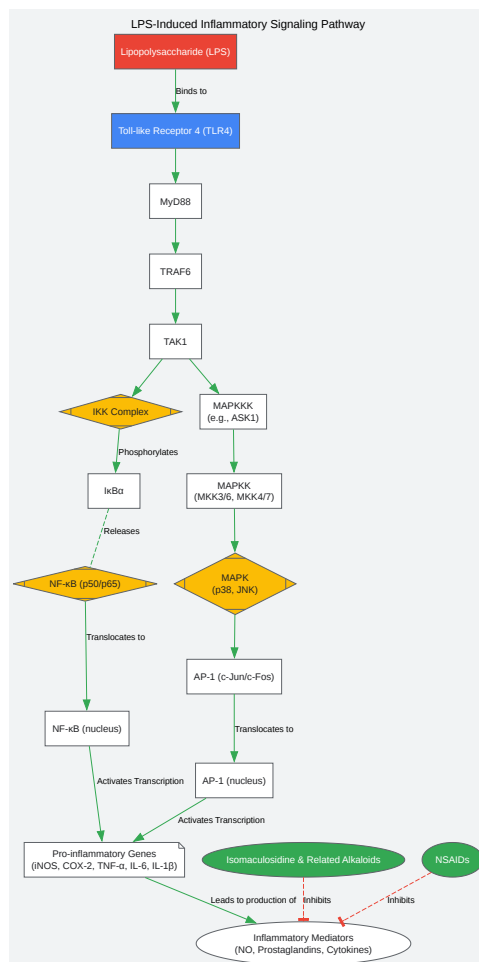 LPS-Induced Inflammatory Signaling Pathway
Lipopolysaccharide (LPS)
Binds to
Toll-like Receptor 4 (TLR4)
MyD88
TRAF6
TAK1
IKK Complex
MAPKKK
(e.g., ASK1)
Phosphorylates
IκBα
MAPKK
(MKK3/6, MKK4/7)
Releases
NF-κB (p50/p65)
MAPK
(p38, JNK)
Translocates to
AP-1 (c-Jun/c-Fos)
NF-κB (nucleus)
Translocates to
Activates Transcription
AP-1 (nucleus)
Activates Transcription
Pro-inflammatory Genes
(iNOS, COX-2, TNF-α, IL-6, IL-1β)
Isomaculosidine & Related Alkaloids
NSAIDs
Leads to production of
Inhibits
Inhibits
Inflammatory Mediators
(NO, Prostaglandins, Cytokines)